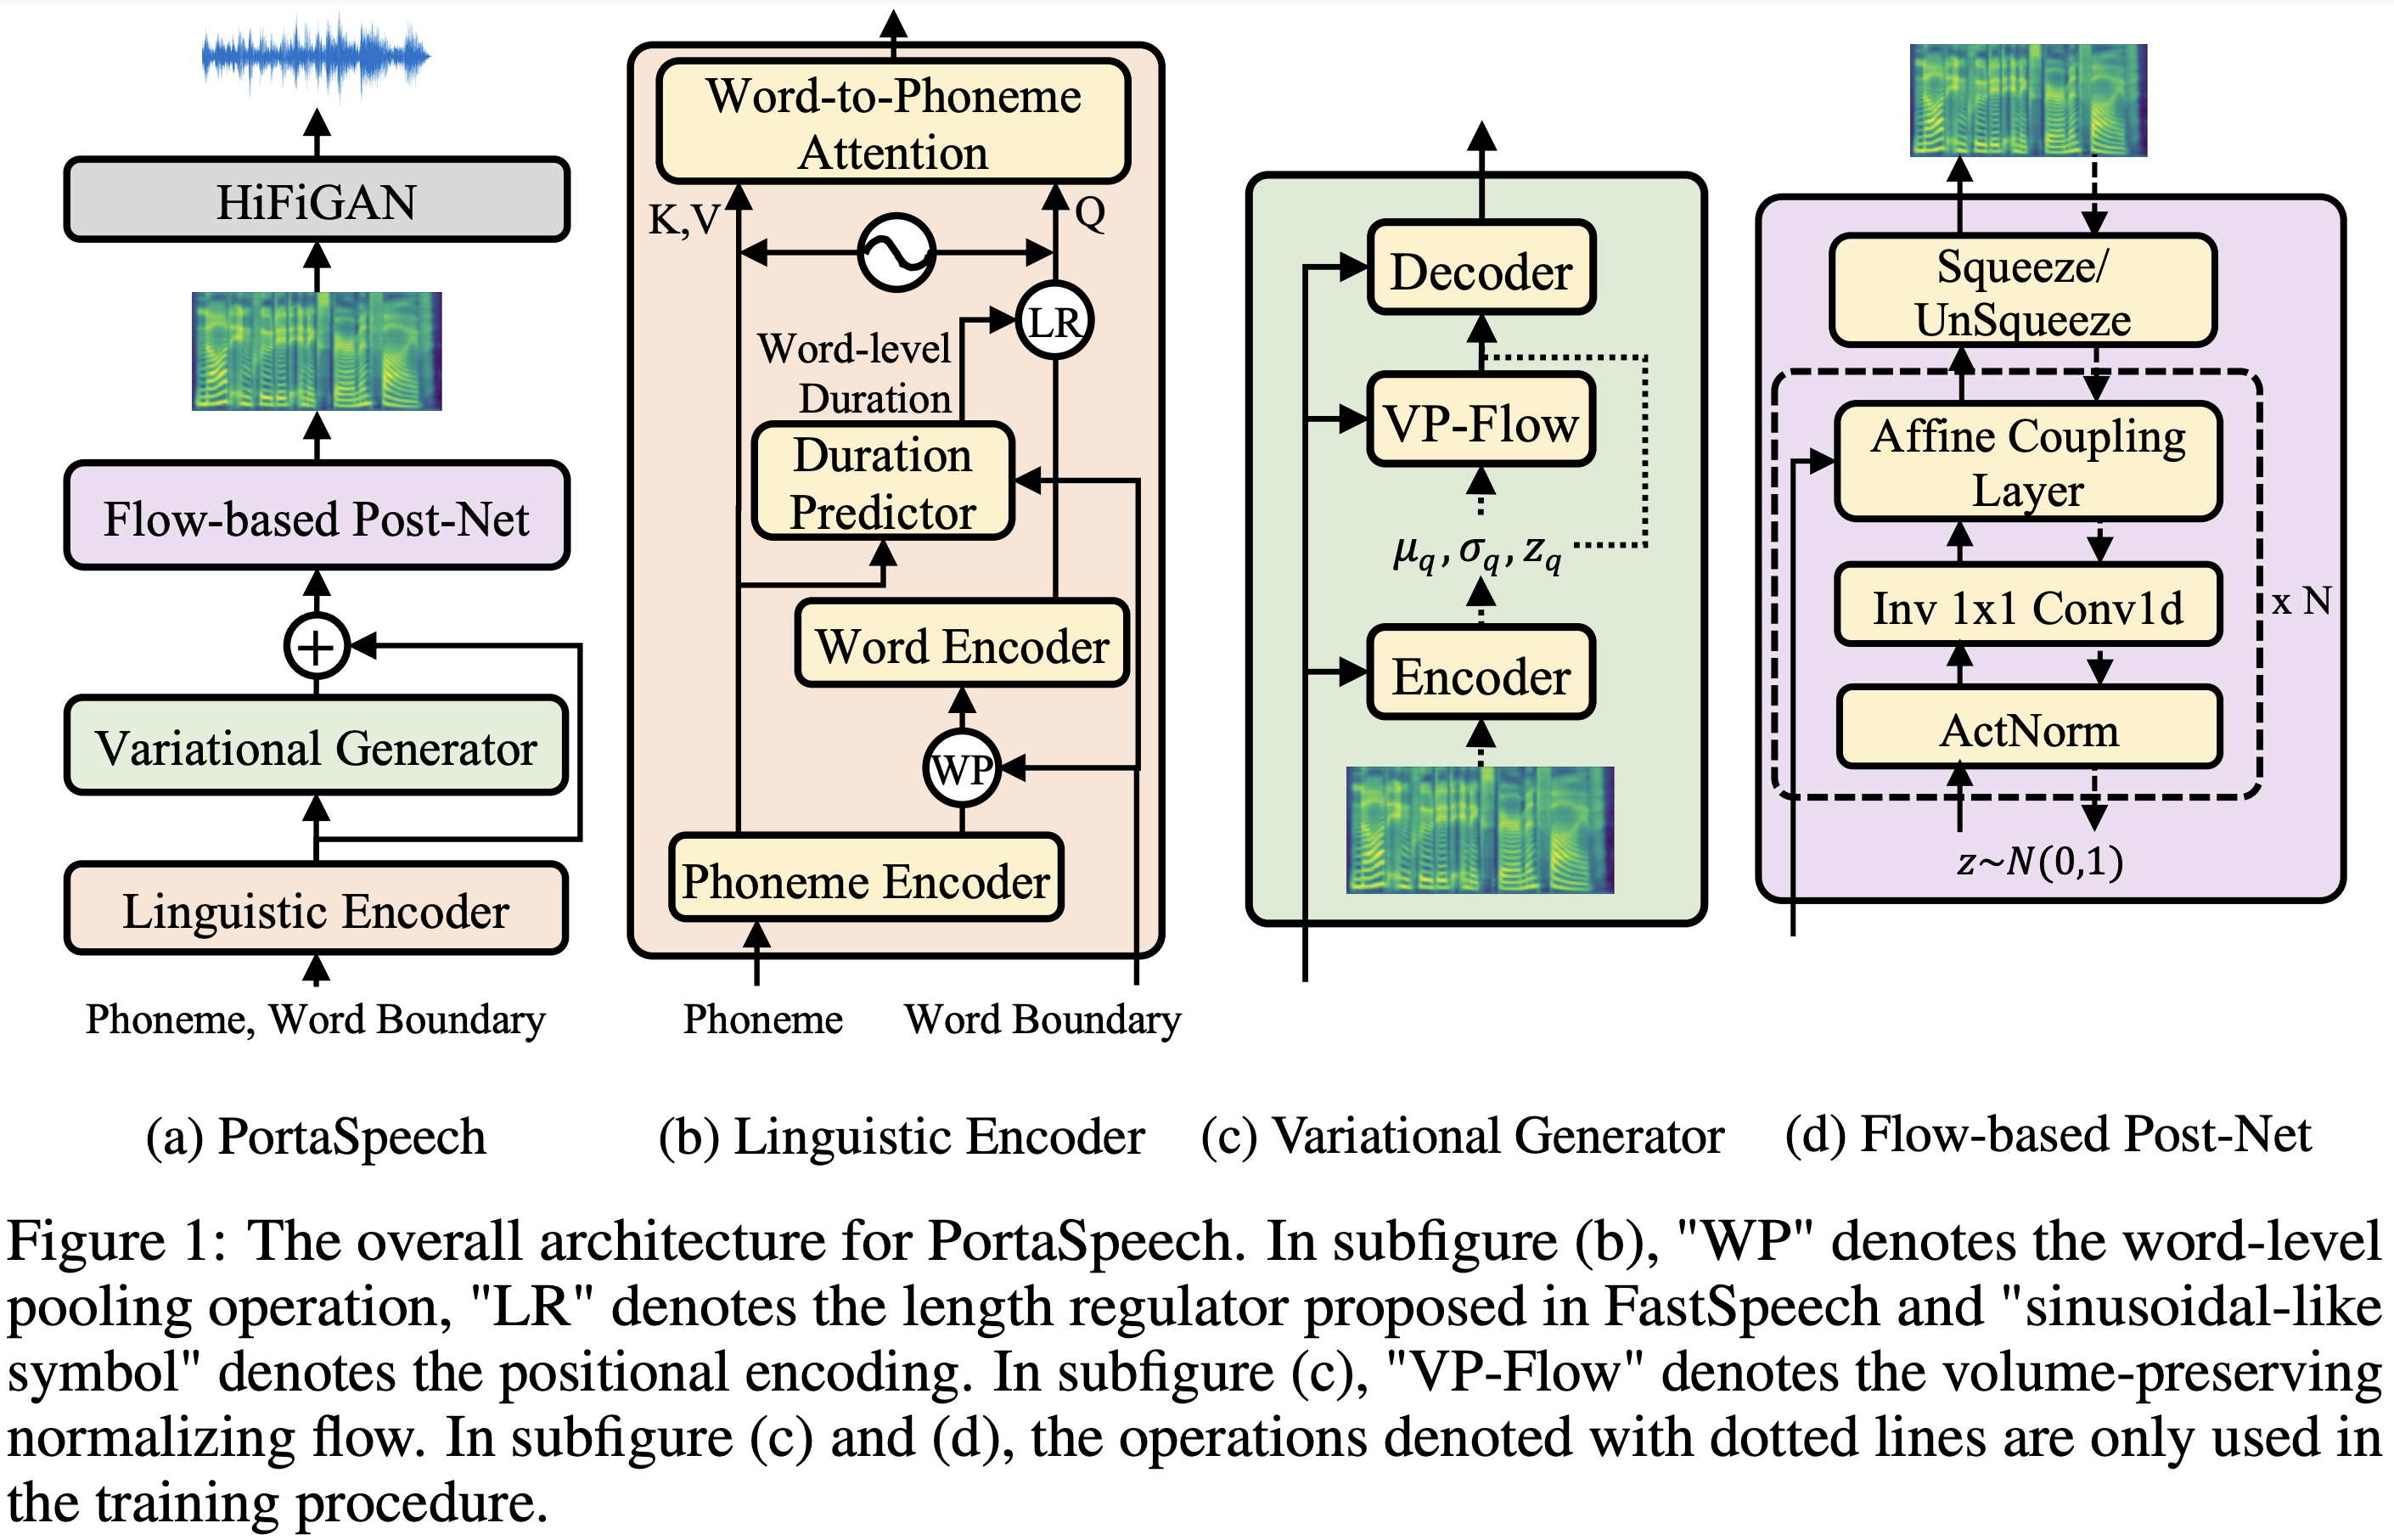 HiFiGAN
Flow-based Post-Net
+
Variational Generator
Linguistic Encoder
Phoneme, Word Boundary
(a) PortaSpeech
Word-to-Phoneme
Attention
K,V
Q
LR
Word-level
Duration
Duration
Predictor
Word Encoder
WP
Phoneme Encoder
Phoneme
Word Boundary
(b) Linguistic Encoder
Decoder
VP-Flow
μq, σq, zq
Encoder
(c) Variational Generator
Squeeze/
UnSqueeze
Affine Coupling
Layer
Inv 1x1 Conv1d
x N
ActNorm
z~N(0,1)
(d) Flow-based Post-Net
Figure 1: The overall architecture for PortaSpeech. In subfigure (b), "WP" denotes the word-level
pooling operation, "LR" denotes the length regulator proposed in FastSpeech and "sinusoidal-like
symbol" denotes the positional encoding. In subfigure (c), "VP-Flow" denotes the volume-preserving
normalizing flow. In subfigure (c) and (d), the operations denoted with dotted lines are only used in
the training procedure.